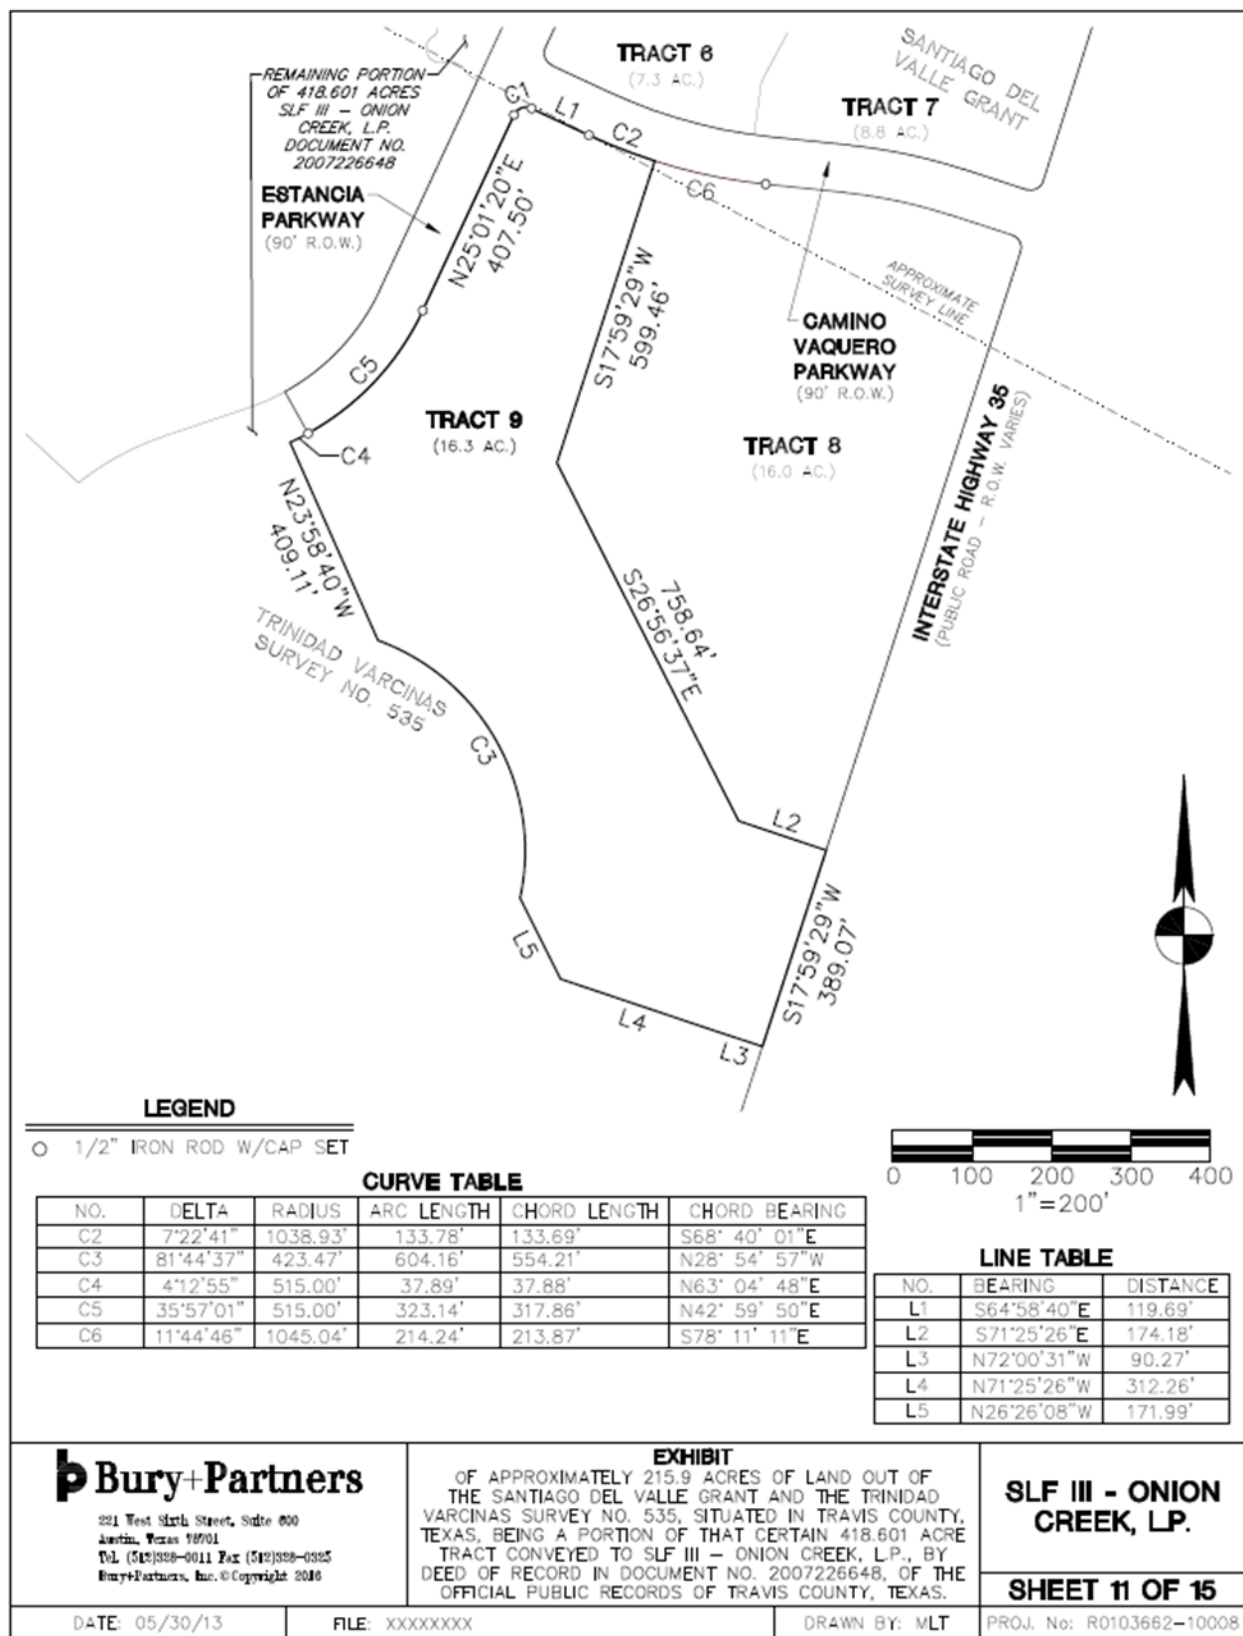 TRACT 6
(7.3 AC.)
SANTIAGO DEL
VALLE GRANT
TRACT 7
(8.8 AC.)
REMAINING PORTION
OF 418.601 ACRES
SLF III – ONION
CREEK, L.P.
DOCUMENT NO.
2007226648
C7
L1
C2
C6
ESTANCIA
PARKWAY
(90' R.O.W.)
N25°01'20"E
407.50'
S17°59'29"W
599.46'
APPROXIMATE
SURVEY LINE
CAMINO
VAQUERO
PARKWAY
(90' R.O.W.)
C5
C4
TRACT 9
(16.3 AC.)
TRACT 8
(16.0 AC.)
INTERSTATE HIGHWAY 35
(PUBLIC ROAD – R.O.W. VARIES)
N23°58'40"W
409.11'
758.64'
S26°56'37"E
TRINIDAD VARCINAS
SURVEY NO. 535
C3
L2
S17°59'29"W
389.07'
L5
L4
L3
LEGEND
1/2" IRON ROD W/CAP SET
0 100 200 300 400
1"=200'
CURVE TABLE
NO. DELTA RADIUS ARC LENGTH CHORD LENGTH CHORD BEARING
C2 7°22'41" 1038.93' 133.78' 133.69' S68° 40' 01"E
C3 81°44'37" 423.47' 604.16' 554.21' N28° 54' 57"W
C4 4°12'55" 515.00' 37.89' 37.88' N63° 04' 48"E
C5 35°57'01" 515.00' 323.14' 317.86' N42° 59' 50"E
C6 11°44'46" 1045.04' 214.24' 213.87' S78° 11' 11"E
LINE TABLE
NO. BEARING DISTANCE
L1 S64°58'40"E 119.69'
L2 S71°25'26"E 174.18'
L3 N72°00'31"W 90.27'
L4 N71°25'26"W 312.26'
L5 N26°26'08"W 171.99'
Bury+Partners
221 West Sixth Street, Suite 600
Austin, Texas 78701
Tel. (512)328-0011 Fax (512)328-0325
Bury+Partners, Inc. © Copyright
EXHIBIT
OF APPROXIMATELY 215.9 ACRES OF LAND OUT OF
THE SANTIAGO DEL VALLE GRANT AND THE TRINIDAD
VARCINAS SURVEY NO. 535, SITUATED IN TRAVIS COUNTY,
TEXAS, BEING A PORTION OF THAT CERTAIN 418.601 ACRE
TRACT CONVEYED TO SLF III – ONION CREEK, L.P., BY
DEED OF RECORD IN DOCUMENT NO. 2007226648, OF THE
OFFICIAL PUBLIC RECORDS OF TRAVIS COUNTY, TEXAS.
SLF III - ONION
CREEK, L.P.
SHEET 11 OF 15
DATE: 05/30/13
FILE: XXXXXXXX
DRAWN BY: MLT
PROJ. No: R0103662–10008